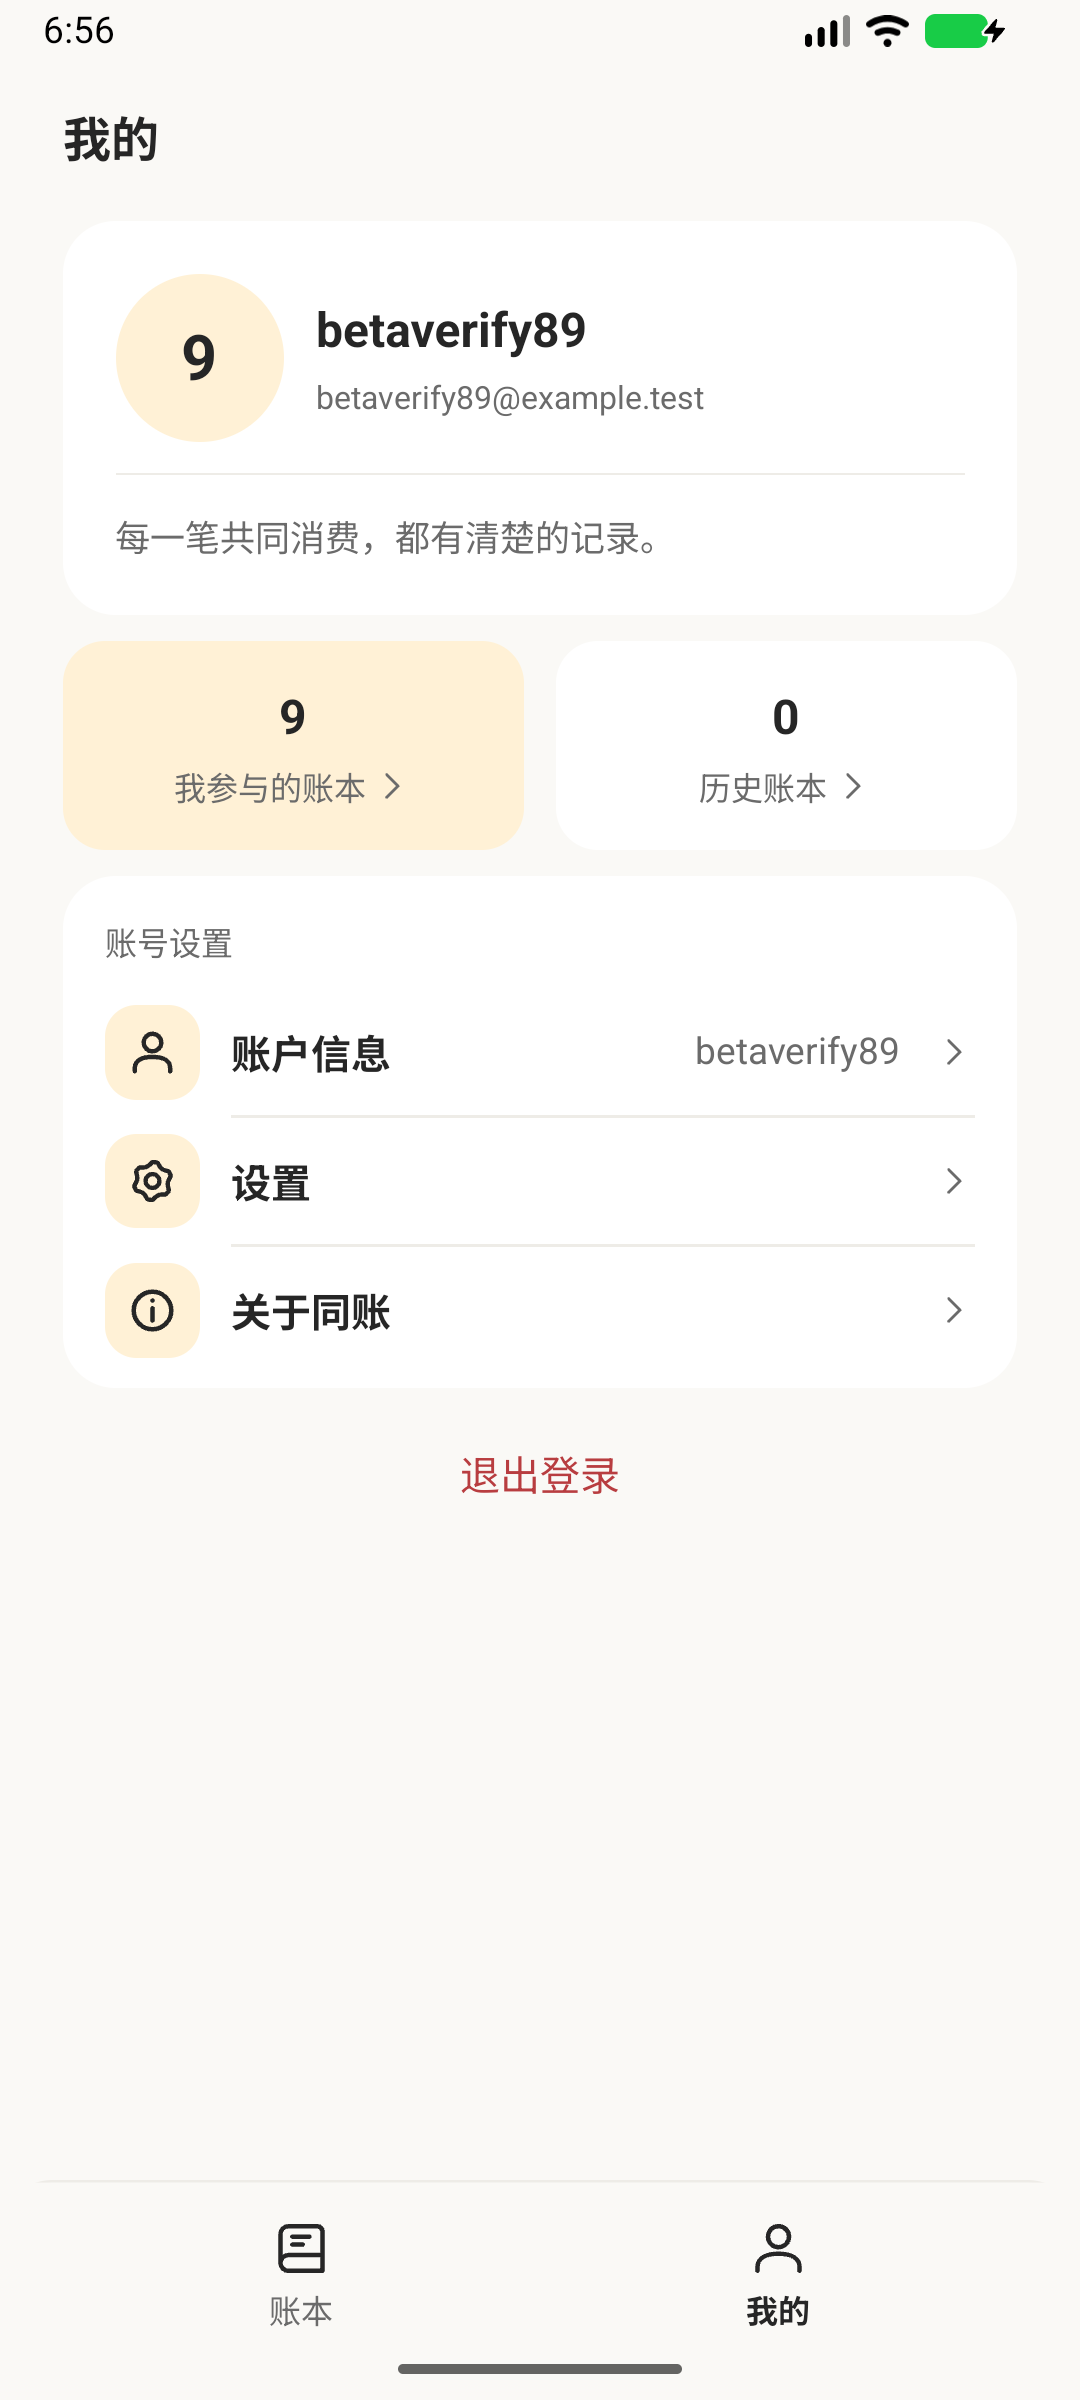 6:56
我的
9
betaverify89
betaverify89@example.test
每一笔共同消费，都有清楚的记录。
9
我参与的账本
0
历史账本
账号设置
账户信息 betaverify89
设置
关于同账
退出登录
账本
我的